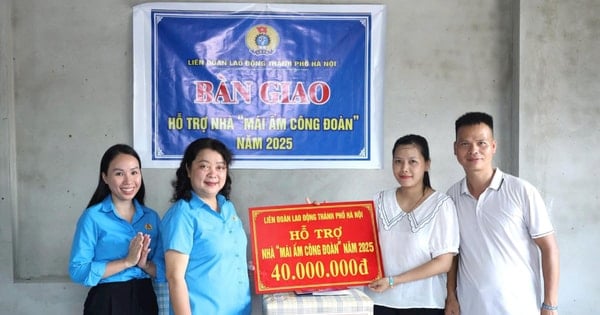 LIÊN ĐOÀN LAO ĐỘNG THÀNH PHỐ HÀ NỘI
BÀN GIAO
HỖ TRỢ NHÀ “MÁI ẤM CÔNG ĐOÀN”
NĂM 2025
LIÊN ĐOÀN LAO ĐỘNG THÀNH PHỐ HÀ NỘI
HỖ TRỢ
NHÀ “MÁI ẤM CÔNG ĐOÀN” NĂM 2025
40.000.000đ